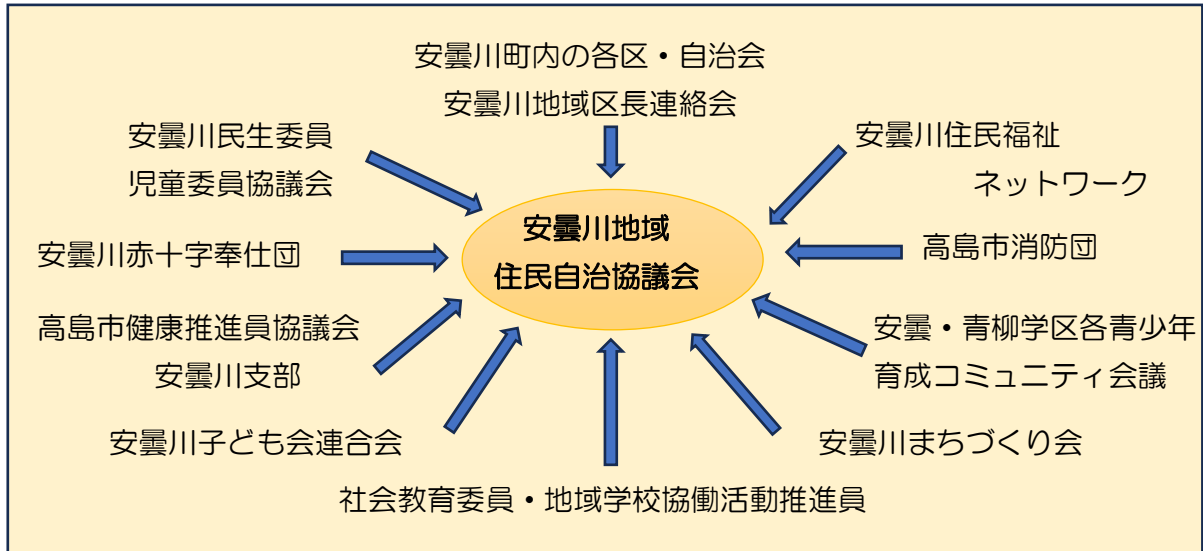 安曇川町内の各区・自治会
安曇川地域区長連絡会
安曇川民生委員
児童委員協議会
安曇川住民福祉
ネットワーク
安曇川地域
住民自治協議会
安曇川赤十字奉仕団
高島市消防団
高島市健康推進員協議会
安曇川支部
安曇・青柳学区各青少年
育成コミュニティ会議
安曇川子ども会連合会
安曇川まちづくり会
社会教育委員・地域学校協働活動推進員